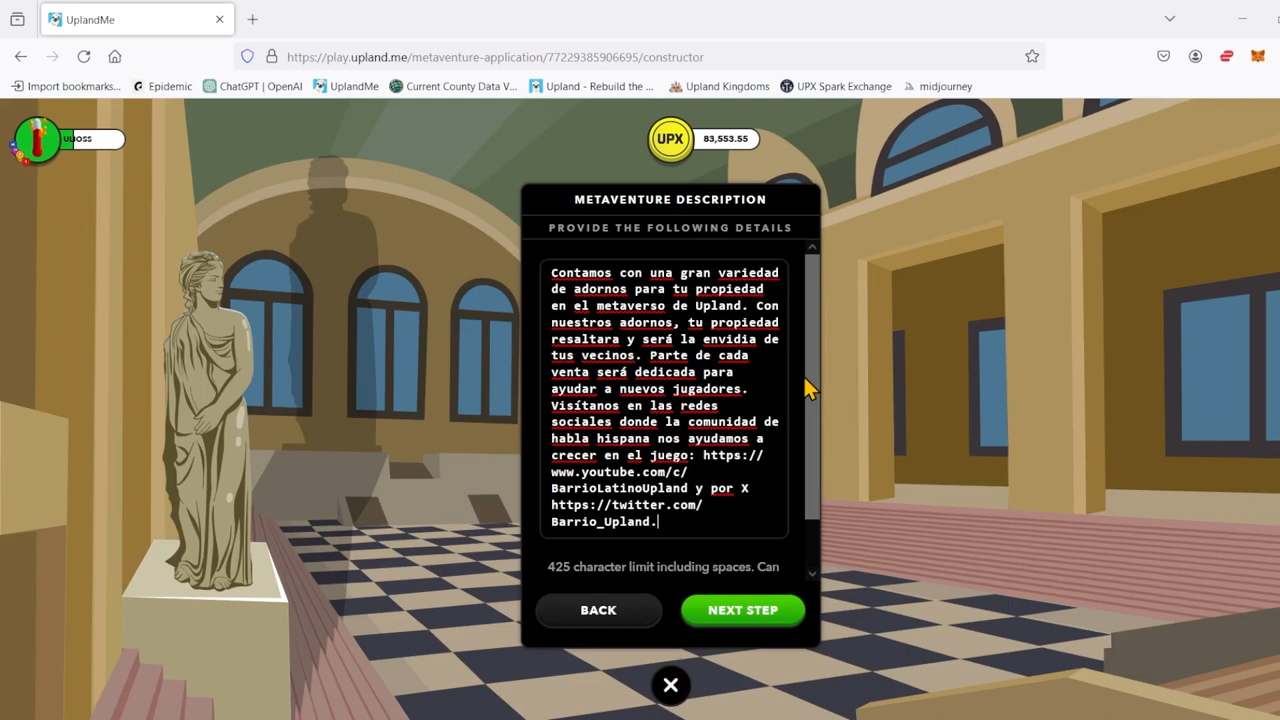 UplandMe
https://play.upland.me/metaventure-application/77229385906695/constructor
Import bookmarks... Epidemic ChatGPT | OpenAI UplandMe Current County Data V... Upland - Rebuild the ... Upland Kingdoms UPX Spark Exchange midjourney
UPX 83,553.55
METAVENTURE DESCRIPTION
PROVIDE THE FOLLOWING DETAILS
Contamos con una gran variedad
de adornos para tu propiedad
en el metaverso de Upland. Con
nuestros adornos, tu propiedad
resaltara y será la envidia de
tus vecinos. Parte de cada
venta será dedicada para
ayudar a nuevos jugadores.
Visítanos en las redes
sociales donde la comunidad de
habla hispana nos ayudamos a
crecer en el juego: https://
www.youtube.com/c/
BarrioLatinoUpland y por X
https://twitter.com/
Barrio_Upland.
425 character limit including spaces. Can
BACK NEXT STEP